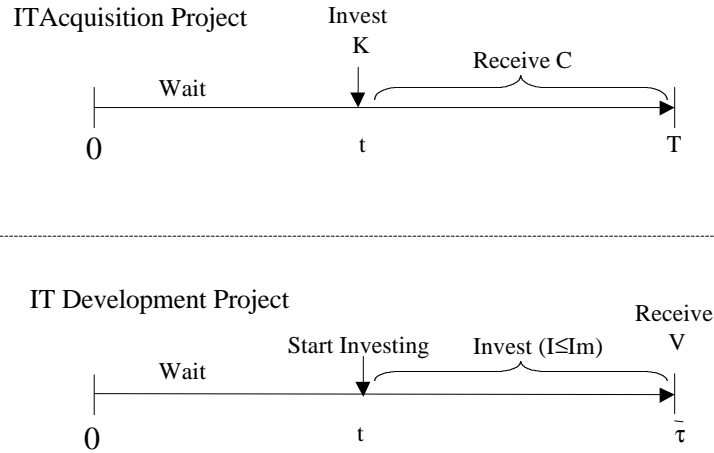 ITAcquisition Project
Invest
K
Receive C
Wait
0
t
T
IT Development Project
Receive
V
Start Investing
Invest (I≤Im)
Wait
0
t
τ̄